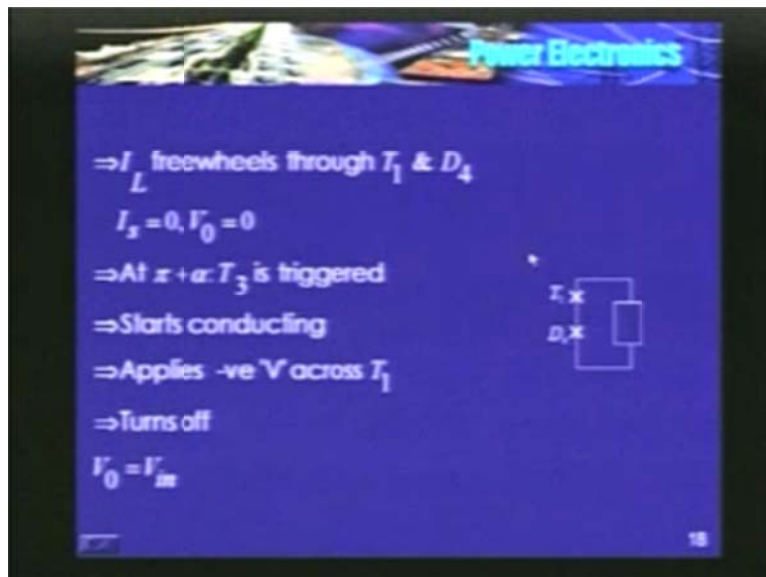 Power Electronics
⇒I_L freewheels through T_1 & D_4
I_s = 0, V_0 = 0
⇒At π+α: T_3 is triggered
⇒Starts conducting
⇒Applies -ve 'V' across T_1
⇒Turns off
V_0 = V_in
T_1
18